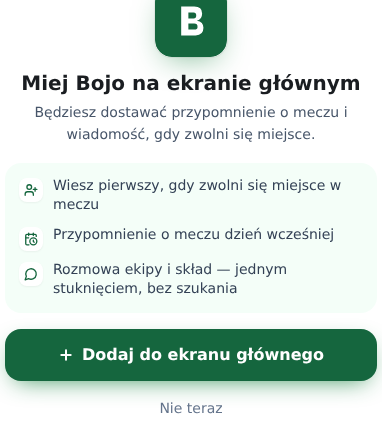 B
Miej Bojo na ekranie głównym
Będziesz dostawać przypomnienie o meczu i
wiadomość, gdy zwolni się miejsce.
Wiesz pierwszy, gdy zwolni się miejsce w
meczu
Przypomnienie o meczu dzień wcześniej
Rozmowa ekipy i skład — jednym
stuknięciem, bez szukania
+ Dodaj do ekranu głównego
Nie teraz